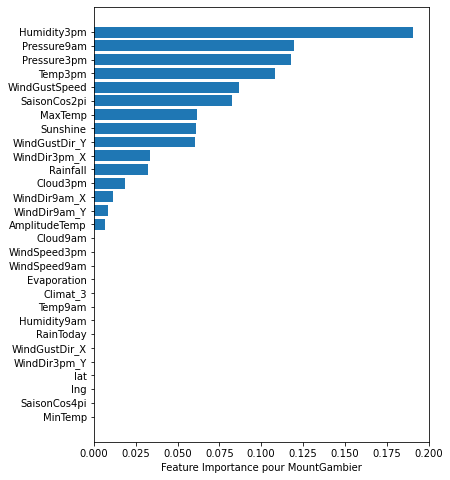 Humidity3pm
Pressure9am
Pressure3pm
Temp3pm
WindGustSpeed
SaisonCos2pi
MaxTemp
Sunshine
WindGustDir_Y
WindDir3pm_X
Rainfall
Cloud3pm
WindDir9am_X
WindDir9am_Y
AmplitudeTemp
Cloud9am
WindSpeed3pm
WindSpeed9am
Evaporation
Climat_3
Temp9am
Humidity9am
RainToday
WindGustDir_X
WindDir3pm_Y
lat
lng
SaisonCos4pi
MinTemp
0.000 0.025 0.050 0.075 0.100 0.125 0.150 0.175 0.200
Feature Importance pour MountGambier